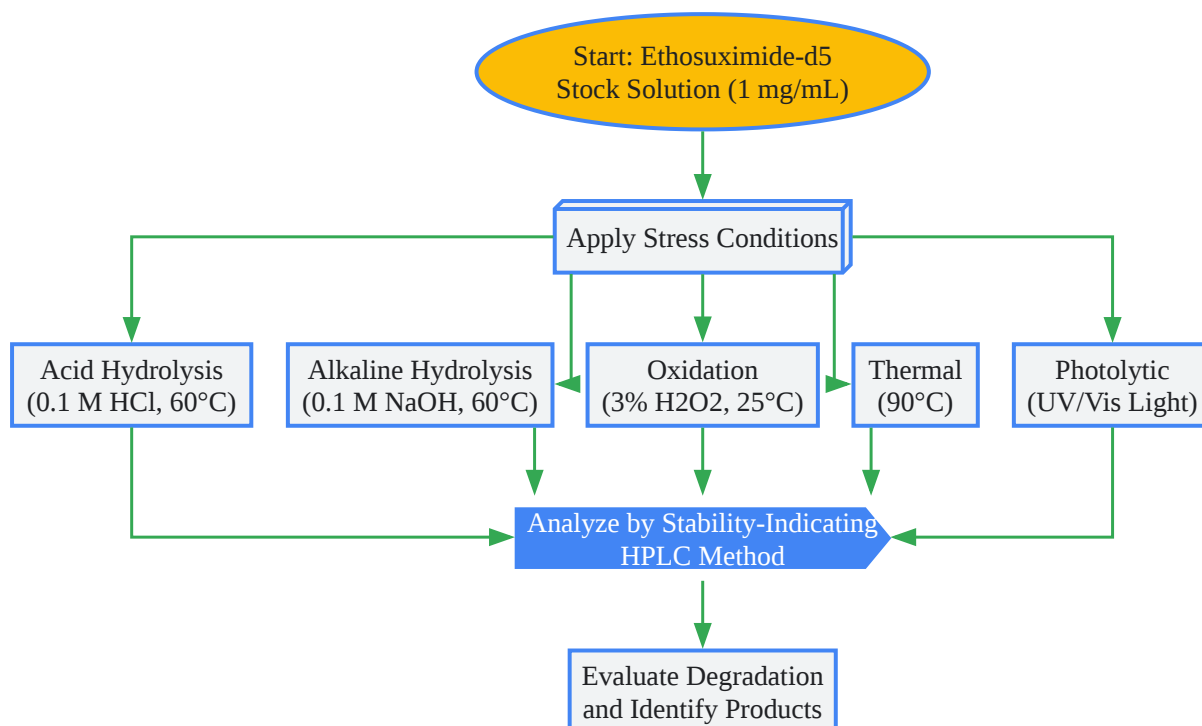 Start: Ethosuximide-d5
Stock Solution (1 mg/mL)
Apply Stress Conditions
Acid Hydrolysis
(0.1 M HCl, 60°C)
Alkaline Hydrolysis
(0.1 M NaOH, 60°C)
Oxidation
(3% H2O2, 25°C)
Thermal
(90°C)
Photolytic
(UV/Vis Light)
Analyze by Stability-Indicating
HPLC Method
Evaluate Degradation
and Identify Products